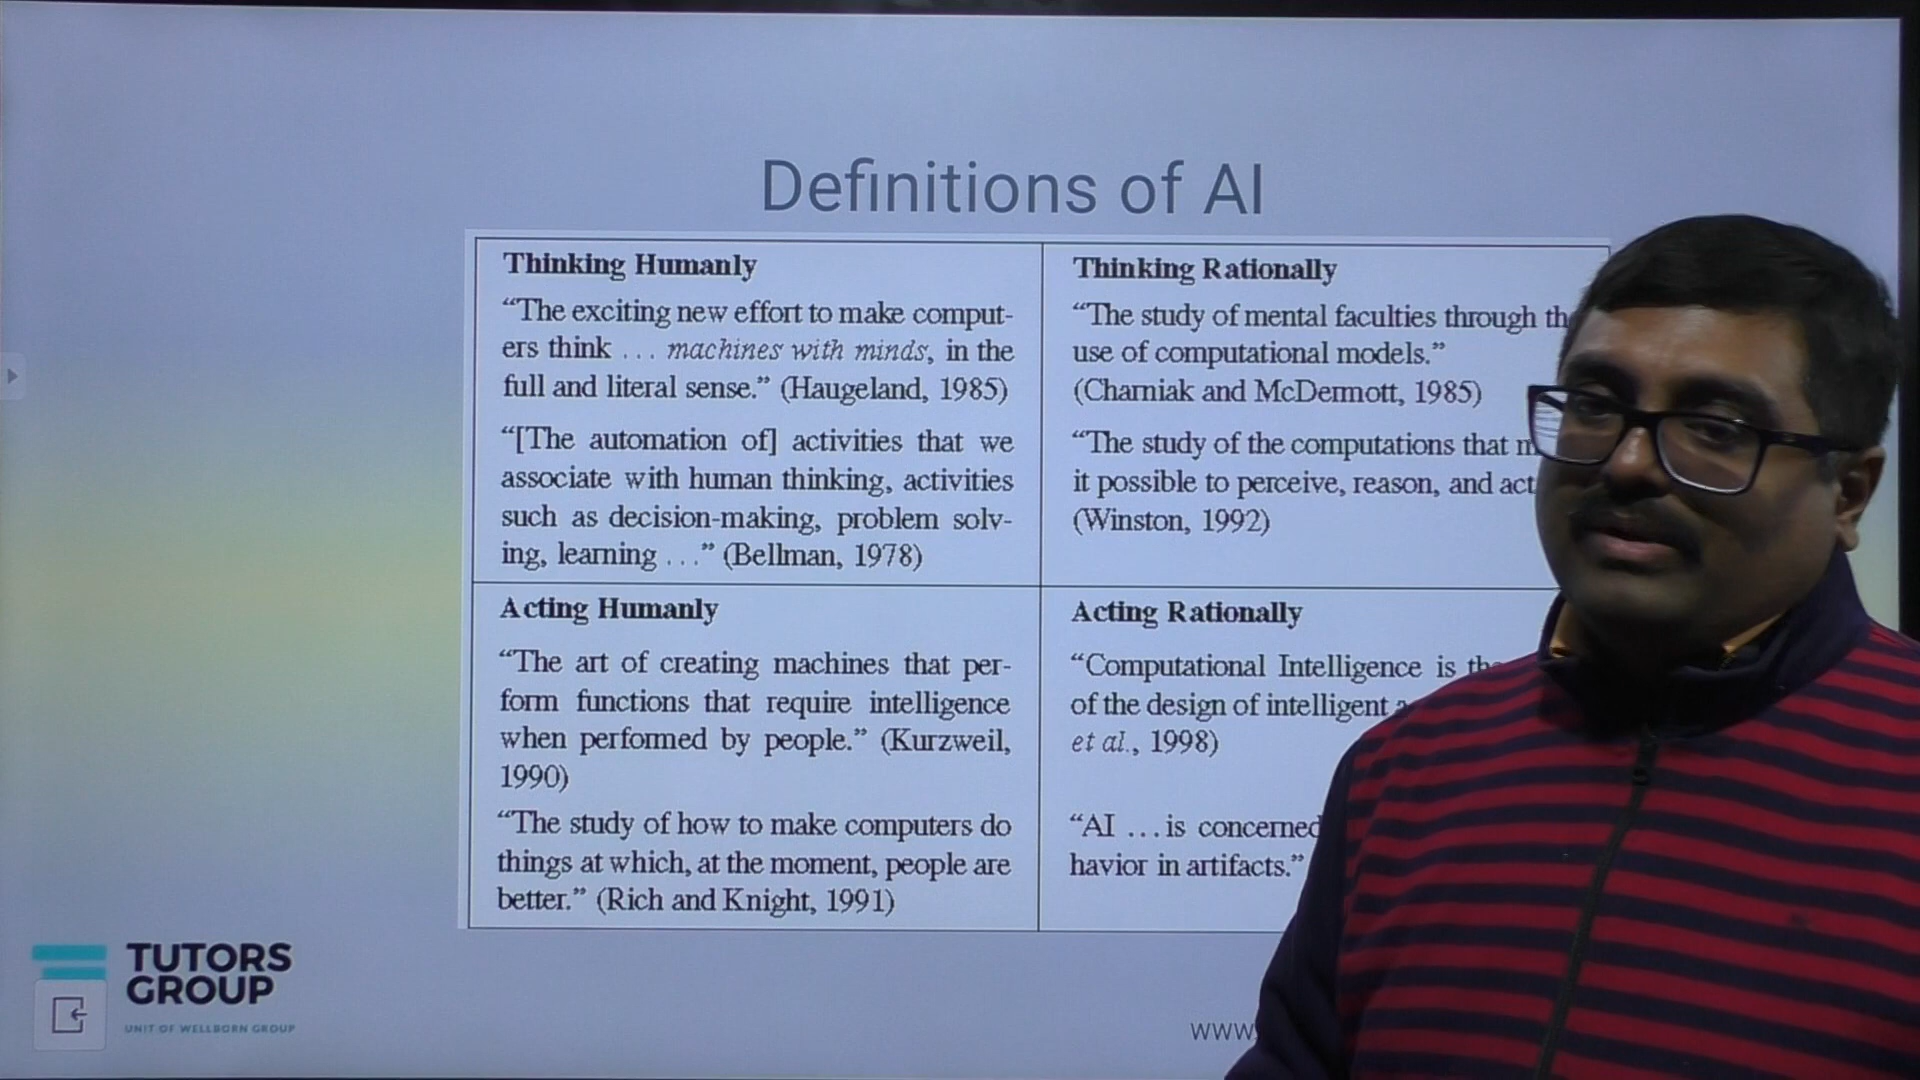 Definitions of AI
Thinking Humanly
“The exciting new effort to make comput-
ers think ... machines with minds, in the
full and literal sense.” (Haugeland, 1985)
“[The automation of] activities that we
associate with human thinking, activities
such as decision-making, problem solv-
ing, learning ...” (Bellman, 1978)
Thinking Rationally
“The study of mental faculties through
use of computational models.”
(Charniak and McDermott, 1985)
“The study of the computations that
it possible to perceive, reason, and act
(Winston, 1992)
Acting Humanly
“The art of creating machines that per-
form functions that require intelligence
when performed by people.” (Kurzweil,
1990)
“The study of how to make computers do
things at which, at the moment, people are
better.” (Rich and Knight, 1991)
Acting Rationally
“Computational Intelligence is
of the design of intelligent
et al., 1998)
“AI ... is concerned
havior in artifacts.”
TUTORS
GROUP
UNIT OF WELLBORN GROUP
www.